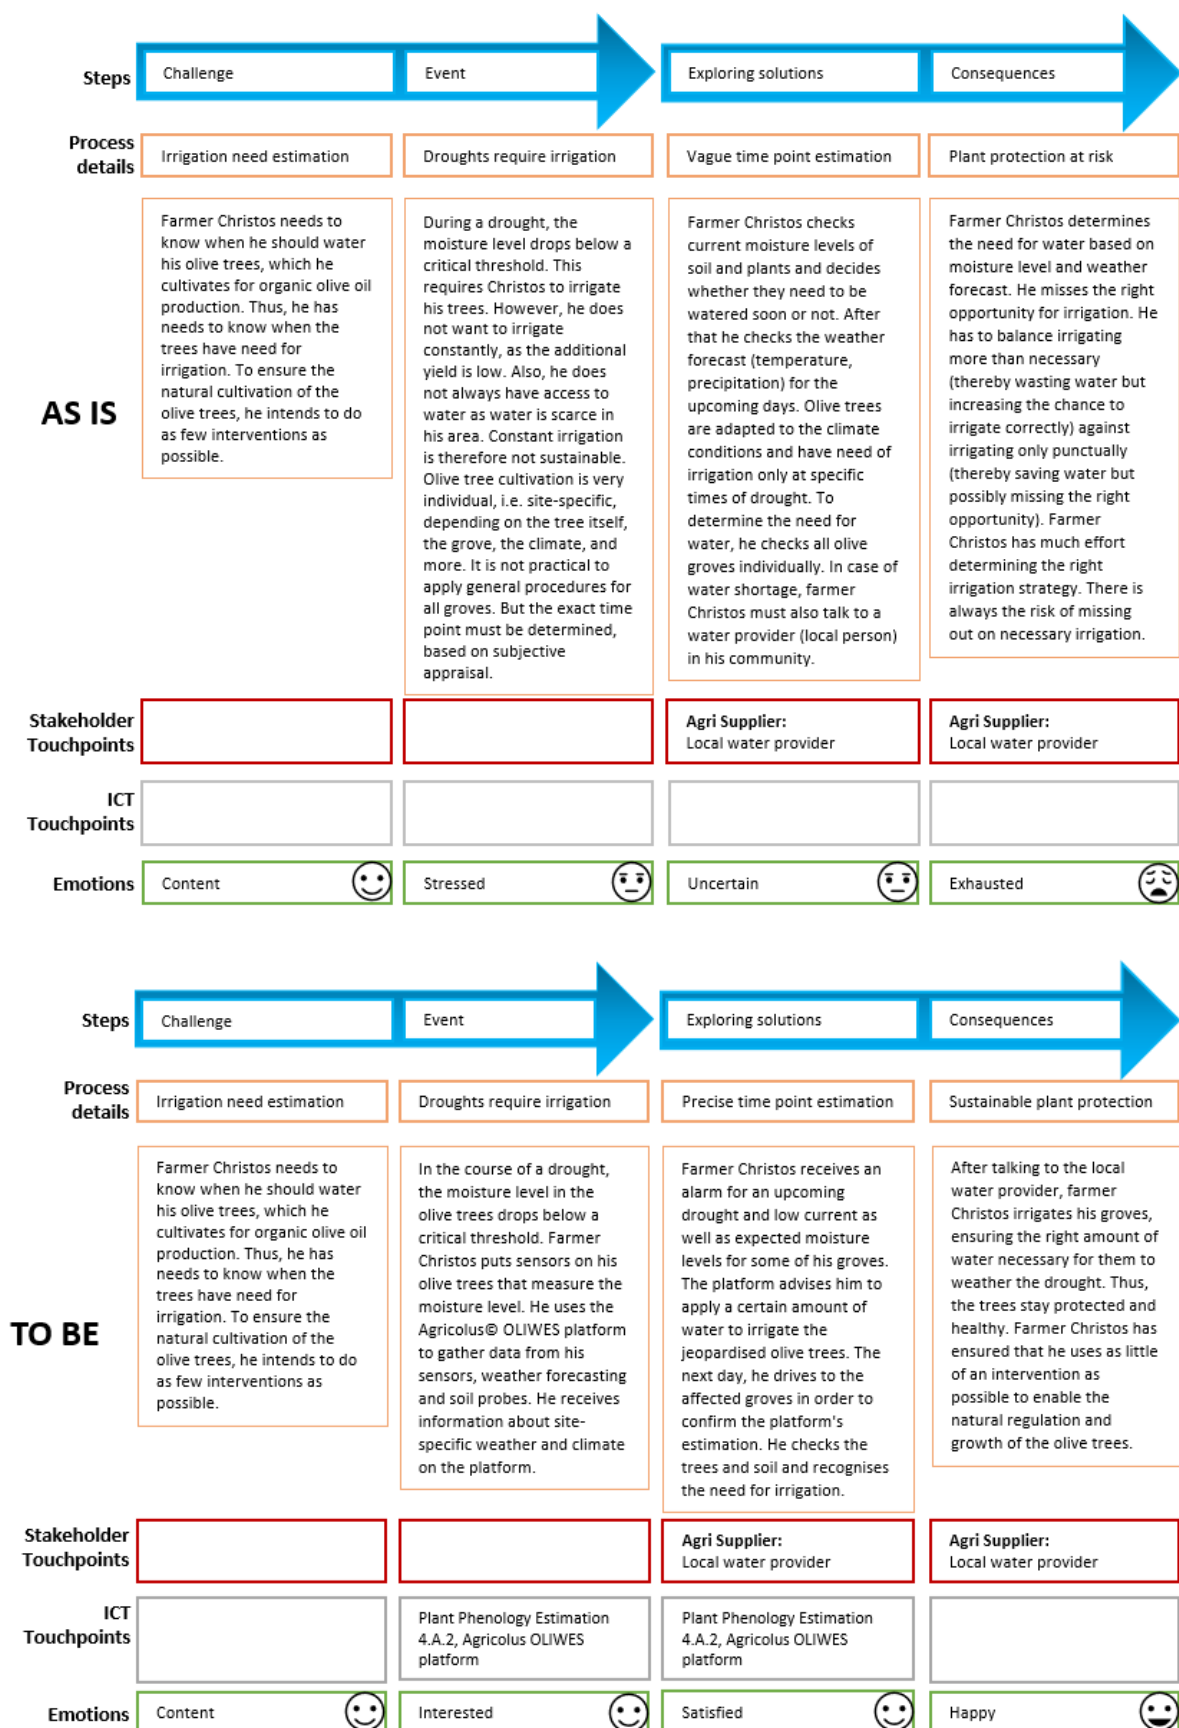 Steps
Challenge
Event
Exploring solutions
Consequences
Process
details
Irrigation need estimation
Droughts require irrigation
Vague time point estimation
Plant protection at risk
AS IS
Farmer Christos needs to
know when he should water
his olive trees, which he
cultivates for organic olive oil
production. Thus, he has
needs to know when the
trees have need for
irrigation. To ensure the
natural cultivation of the
olive trees, he intends to do
as few interventions as
possible.
During a drought, the
moisture level drops below a
critical threshold. This
requires Christos to irrigate
his trees. However, he does
not want to irrigate
constantly, as the additional
yield is low. Also, he does
not always have access to
water as water is scarce in
his area. Constant irrigation
is therefore not sustainable.
Olive tree cultivation is very
individual, i.e. site-specific,
depending on the tree itself,
the grove, the climate, and
more. It is not practical to
apply general procedures for
all groves. But the exact time
point must be determined,
based on subjective
appraisal.
Farmer Christos checks
current moisture levels of
soil and plants and decides
whether they need to be
watered soon or not. After
that he checks the weather
forecast (temperature,
precipitation) for the
upcoming days. Olive trees
are adapted to the climate
conditions and have need of
irrigation only at specific
times of drought. To
determine the need for
water, he checks all olive
groves individually. In case of
water shortage, farmer
Christos must also talk to a
water provider (local person)
in his community.
Farmer Christos determines
the need for water based on
moisture level and weather
forecast. He misses the right
opportunity for irrigation. He
has to balance irrigating
more than necessary
(thereby wasting water but
increasing the chance to
irrigate correctly) against
irrigating only punctually
(thereby saving water but
possibly missing the right
opportunity). Farmer
Christos has much effort
determining the right
irrigation strategy. There is
always the risk of missing
out on necessary irrigation.
Stakeholder
Touchpoints
Agri Supplier:
Local water provider
Agri Supplier:
Local water provider
ICT
Touchpoints
Emotions
Content
Stressed
Uncertain
Exhausted
Steps
Challenge
Event
Exploring solutions
Consequences
Process
details
Irrigation need estimation
Droughts require irrigation
Precise time point estimation
Sustainable plant protection
TO BE
Farmer Christos needs to
know when he should water
his olive trees, which he
cultivates for organic olive oil
production. Thus, he has
needs to know when the
trees have need for
irrigation. To ensure the
natural cultivation of the
olive trees, he intends to do
as few interventions as
possible.
In the course of a drought,
the moisture level in the
olive trees drops below a
critical threshold. Farmer
Christos puts sensors on his
olive trees that measure the
moisture level. He uses the
Agricolus© OLIWES platform
to gather data from his
sensors, weather forecasting
and soil probes. He receives
information about site-
specific weather and climate
on the platform.
Farmer Christos receives an
alarm for an upcoming
drought and low current as
well as expected moisture
levels for some of his groves.
The platform advises him to
apply a certain amount of
water to irrigate the
jeopardised olive trees. The
next day, he drives to the
affected groves in order to
confirm the platform's
estimation. He checks the
trees and soil and recognises
the need for irrigation.
After talking to the local
water provider, farmer
Christos irrigates his groves,
ensuring the right amount of
water necessary for them to
weather the drought. Thus,
the trees stay protected and
healthy. Farmer Christos has
ensured that he uses as little
of an intervention as
possible to enable the
natural regulation and
growth of the olive trees.
Stakeholder
Touchpoints
Agri Supplier:
Local water provider
Agri Supplier:
Local water provider
ICT
Touchpoints
Plant Phenology Estimation
4.A.2, Agricolus OLIWES
platform
Plant Phenology Estimation
4.A.2, Agricolus OLIWES
platform
Emotions
Content
Interested
Satisfied
Happy